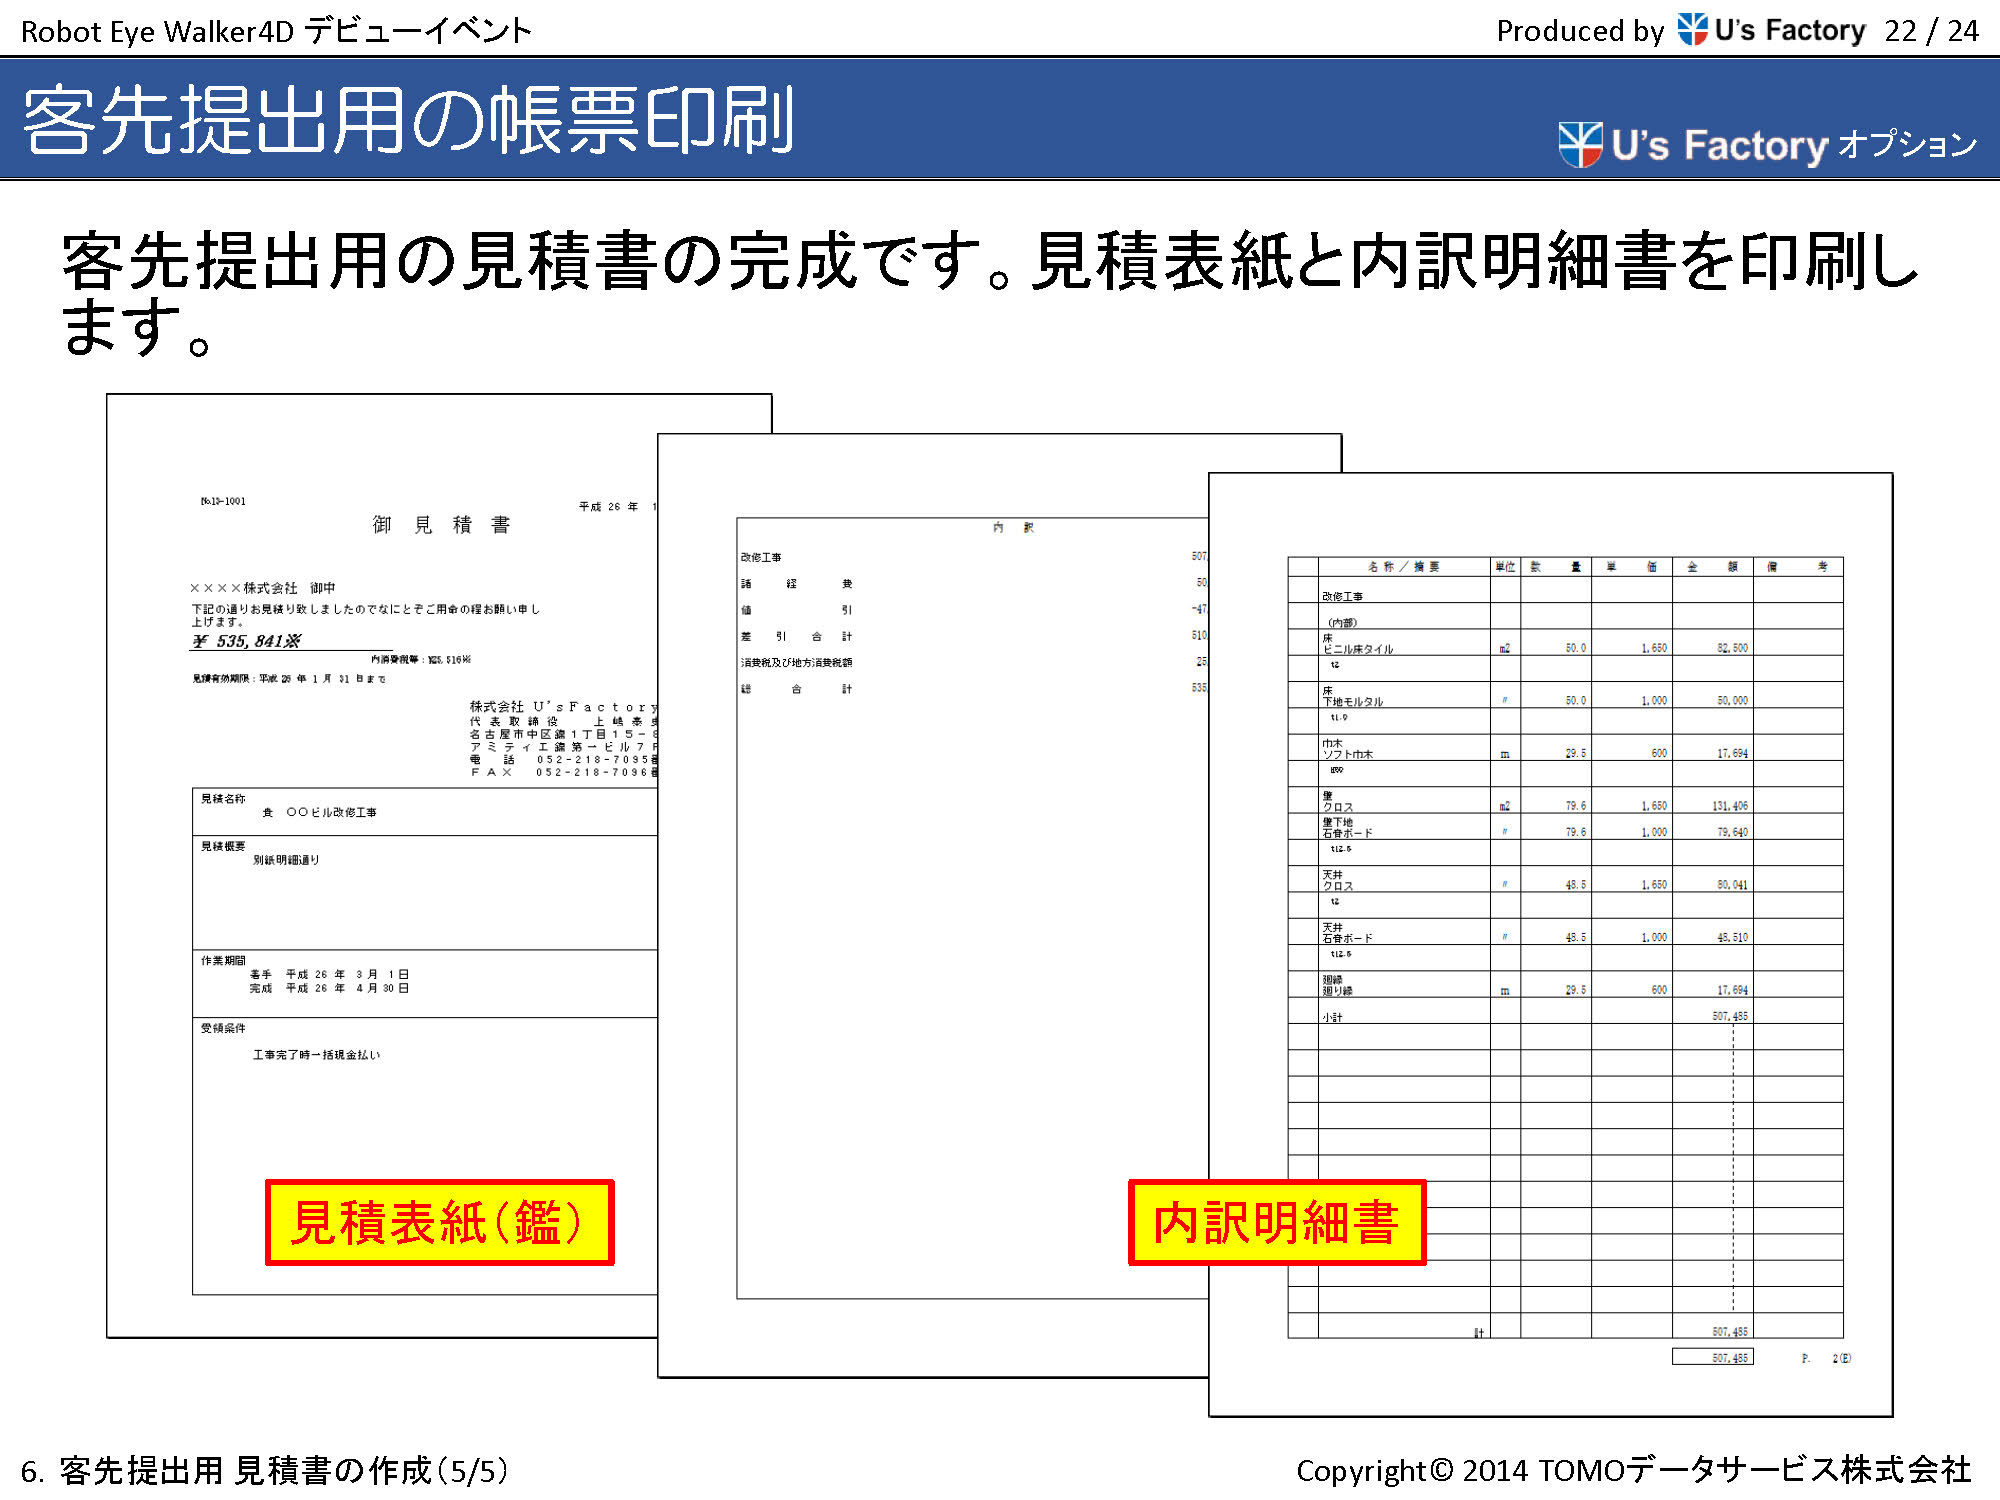 Robot Eye Walker4D デビューイベント
Produced by U's Factory 22 / 24
客先提出用の帳票印刷
U's Factory オプション
客先提出用の見積書の完成です。見積表紙と内訳明細書を印刷し
ます。
No.13-1001
平成 26 年 1
御 見 積 書
××××株式会社 御中
下記の通りお見積り致しましたのでなにとぞご用命の程お願い申し
上げます。
¥ 535,841※
内消費税等:¥25,516※
見積有効期限:平成 26 年 1 月 31 日まで
株式会社 U'sFactory
代表取締役 上嶋泰史
名古屋市中区錦1丁目15-8
アミティエ錦第一ビル7F
電 話 052-218-7095番
FAX 052-218-7096番
見積名称
貴 〇〇ビル改修工事
見積概要
別紙明細通り
作業期間
着手 平成 26 年 3 月 1 日
完成 平成 26 年 4 月 30 日
受領条件
工事完了時一括現金払い
見積表紙(鑑)
内 訳
改修工事 507,
諸 経 費 50
値 引 -47,
差 引 合 計 510,
消費税及び地方消費税額 25
総 合 計 535,
内訳明細書
名 称 / 摘 要 単位 数 量 単 価 金 額 備 考
改修工事
(内部)
床
ビニル床タイル m2 50.0 1,650 82,500
t2
床
下地モルタル 〃 50.0 1,000 50,000
巾木
ソフト巾木 m 29.5 600 17,694
H60
壁
クロス m2 79.6 1,650 131,406
壁下地
石膏ボード 〃 79.6 1,000 79,640
t12.5
天井
クロス 〃 48.5 1,650 80,041
t2
天井
石膏ボード 〃 48.5 1,000 48,510
t12.5
廻縁
廻り縁 m 29.5 600 17,694
小計 507,485
計 507,485
507,485 P. 2(E)
6. 客先提出用 見積書の作成(5/5)
Copyright© 2014 TOMOデータサービス株式会社